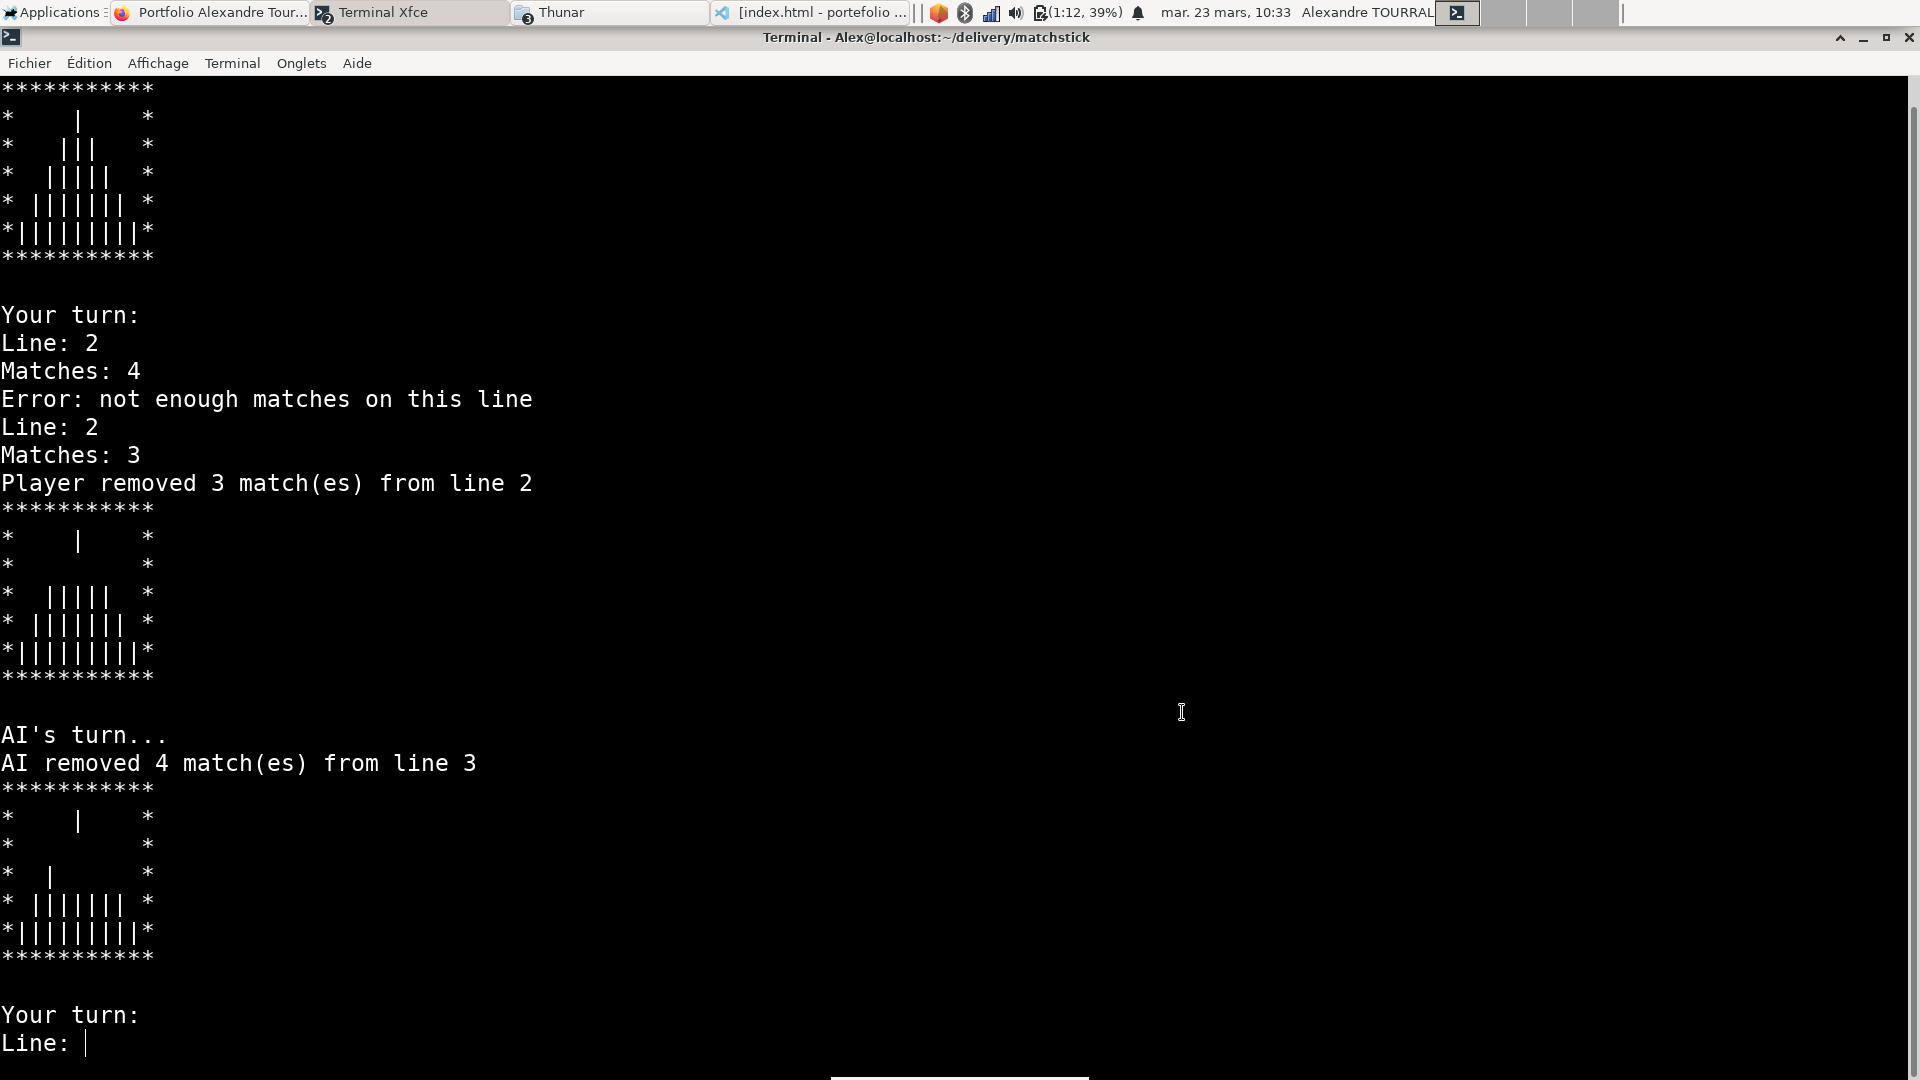 Applications Portfolio Alexandre Tour... Terminal Xfce Thunar [index.html - portefolio ... (1:12, 39%) mar. 23 mars, 10:33 Alexandre TOURRAL
2 3
Terminal - Alex@localhost:~/delivery/matchstick
Fichier Édition Affichage Terminal Onglets Aide
***********
*    |    *
*   |||   *
*  |||||  *
* ||||||| *
*|||||||||*
***********
Your turn:
Line: 2
Matches: 4
Error: not enough matches on this line
Line: 2
Matches: 3
Player removed 3 match(es) from line 2
***********
*    |    *
*         *
*  |||||  *
* ||||||| *
*|||||||||*
***********
AI's turn...
AI removed 4 match(es) from line 3
***********
*    |    *
*         *
*  |      *
* ||||||| *
*|||||||||*
***********
Your turn:
Line: